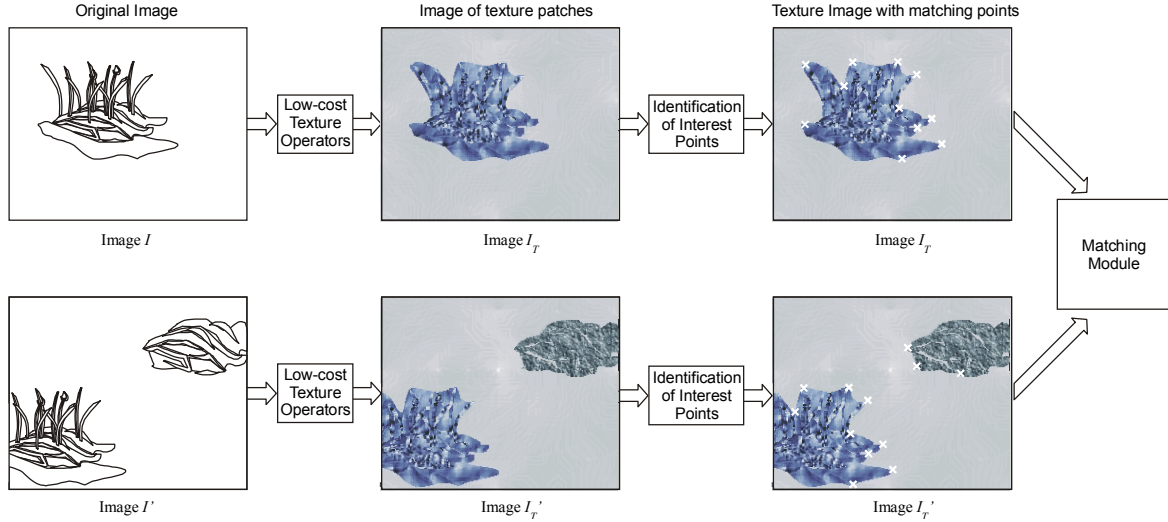 Original Image
Image of texture patches
Texture Image with matching points
Low-cost
Texture
Operators
Identification
of Interest
Points
Image I
Image I_T
Image I_T
Matching
Module
Low-cost
Texture
Operators
Identification
of Interest
Points
Image I'
Image I_T'
Image I_T'